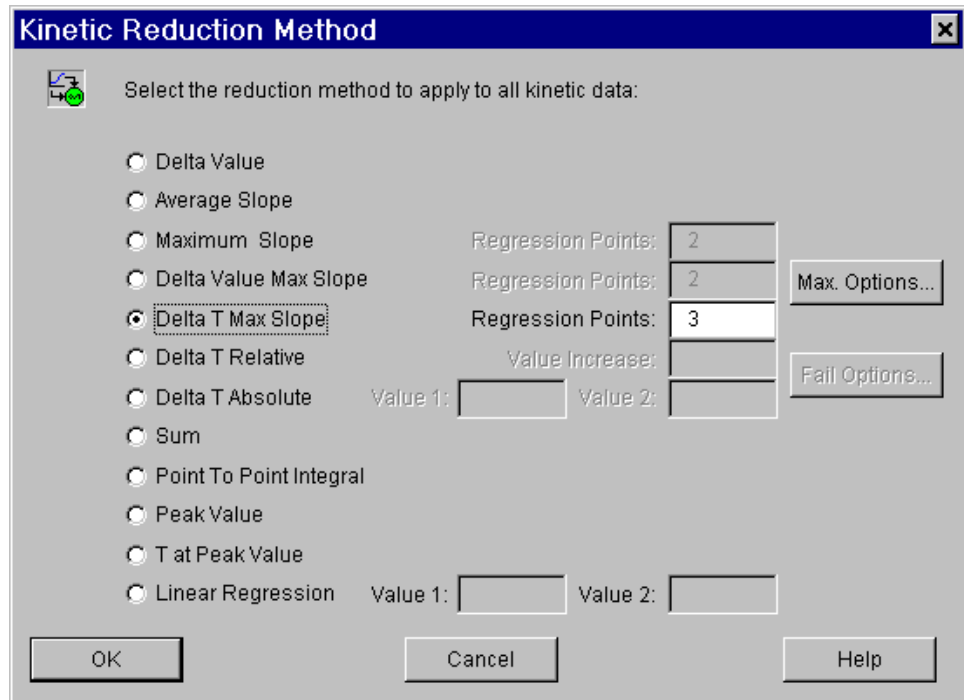 Kinetic Reduction Method
Select the reduction method to apply to all kinetic data:
Delta Value
Average Slope
Maximum Slope Regression Points: 2
Delta Value Max Slope Regression Points: 2 Max. Options...
Delta T Max Slope Regression Points: 3
Delta T Relative Value Increase: Fail Options...
Delta T Absolute Value 1: Value 2:
Sum
Point To Point Integral
Peak Value
T at Peak Value
Linear Regression Value 1: Value 2:
OK Cancel Help